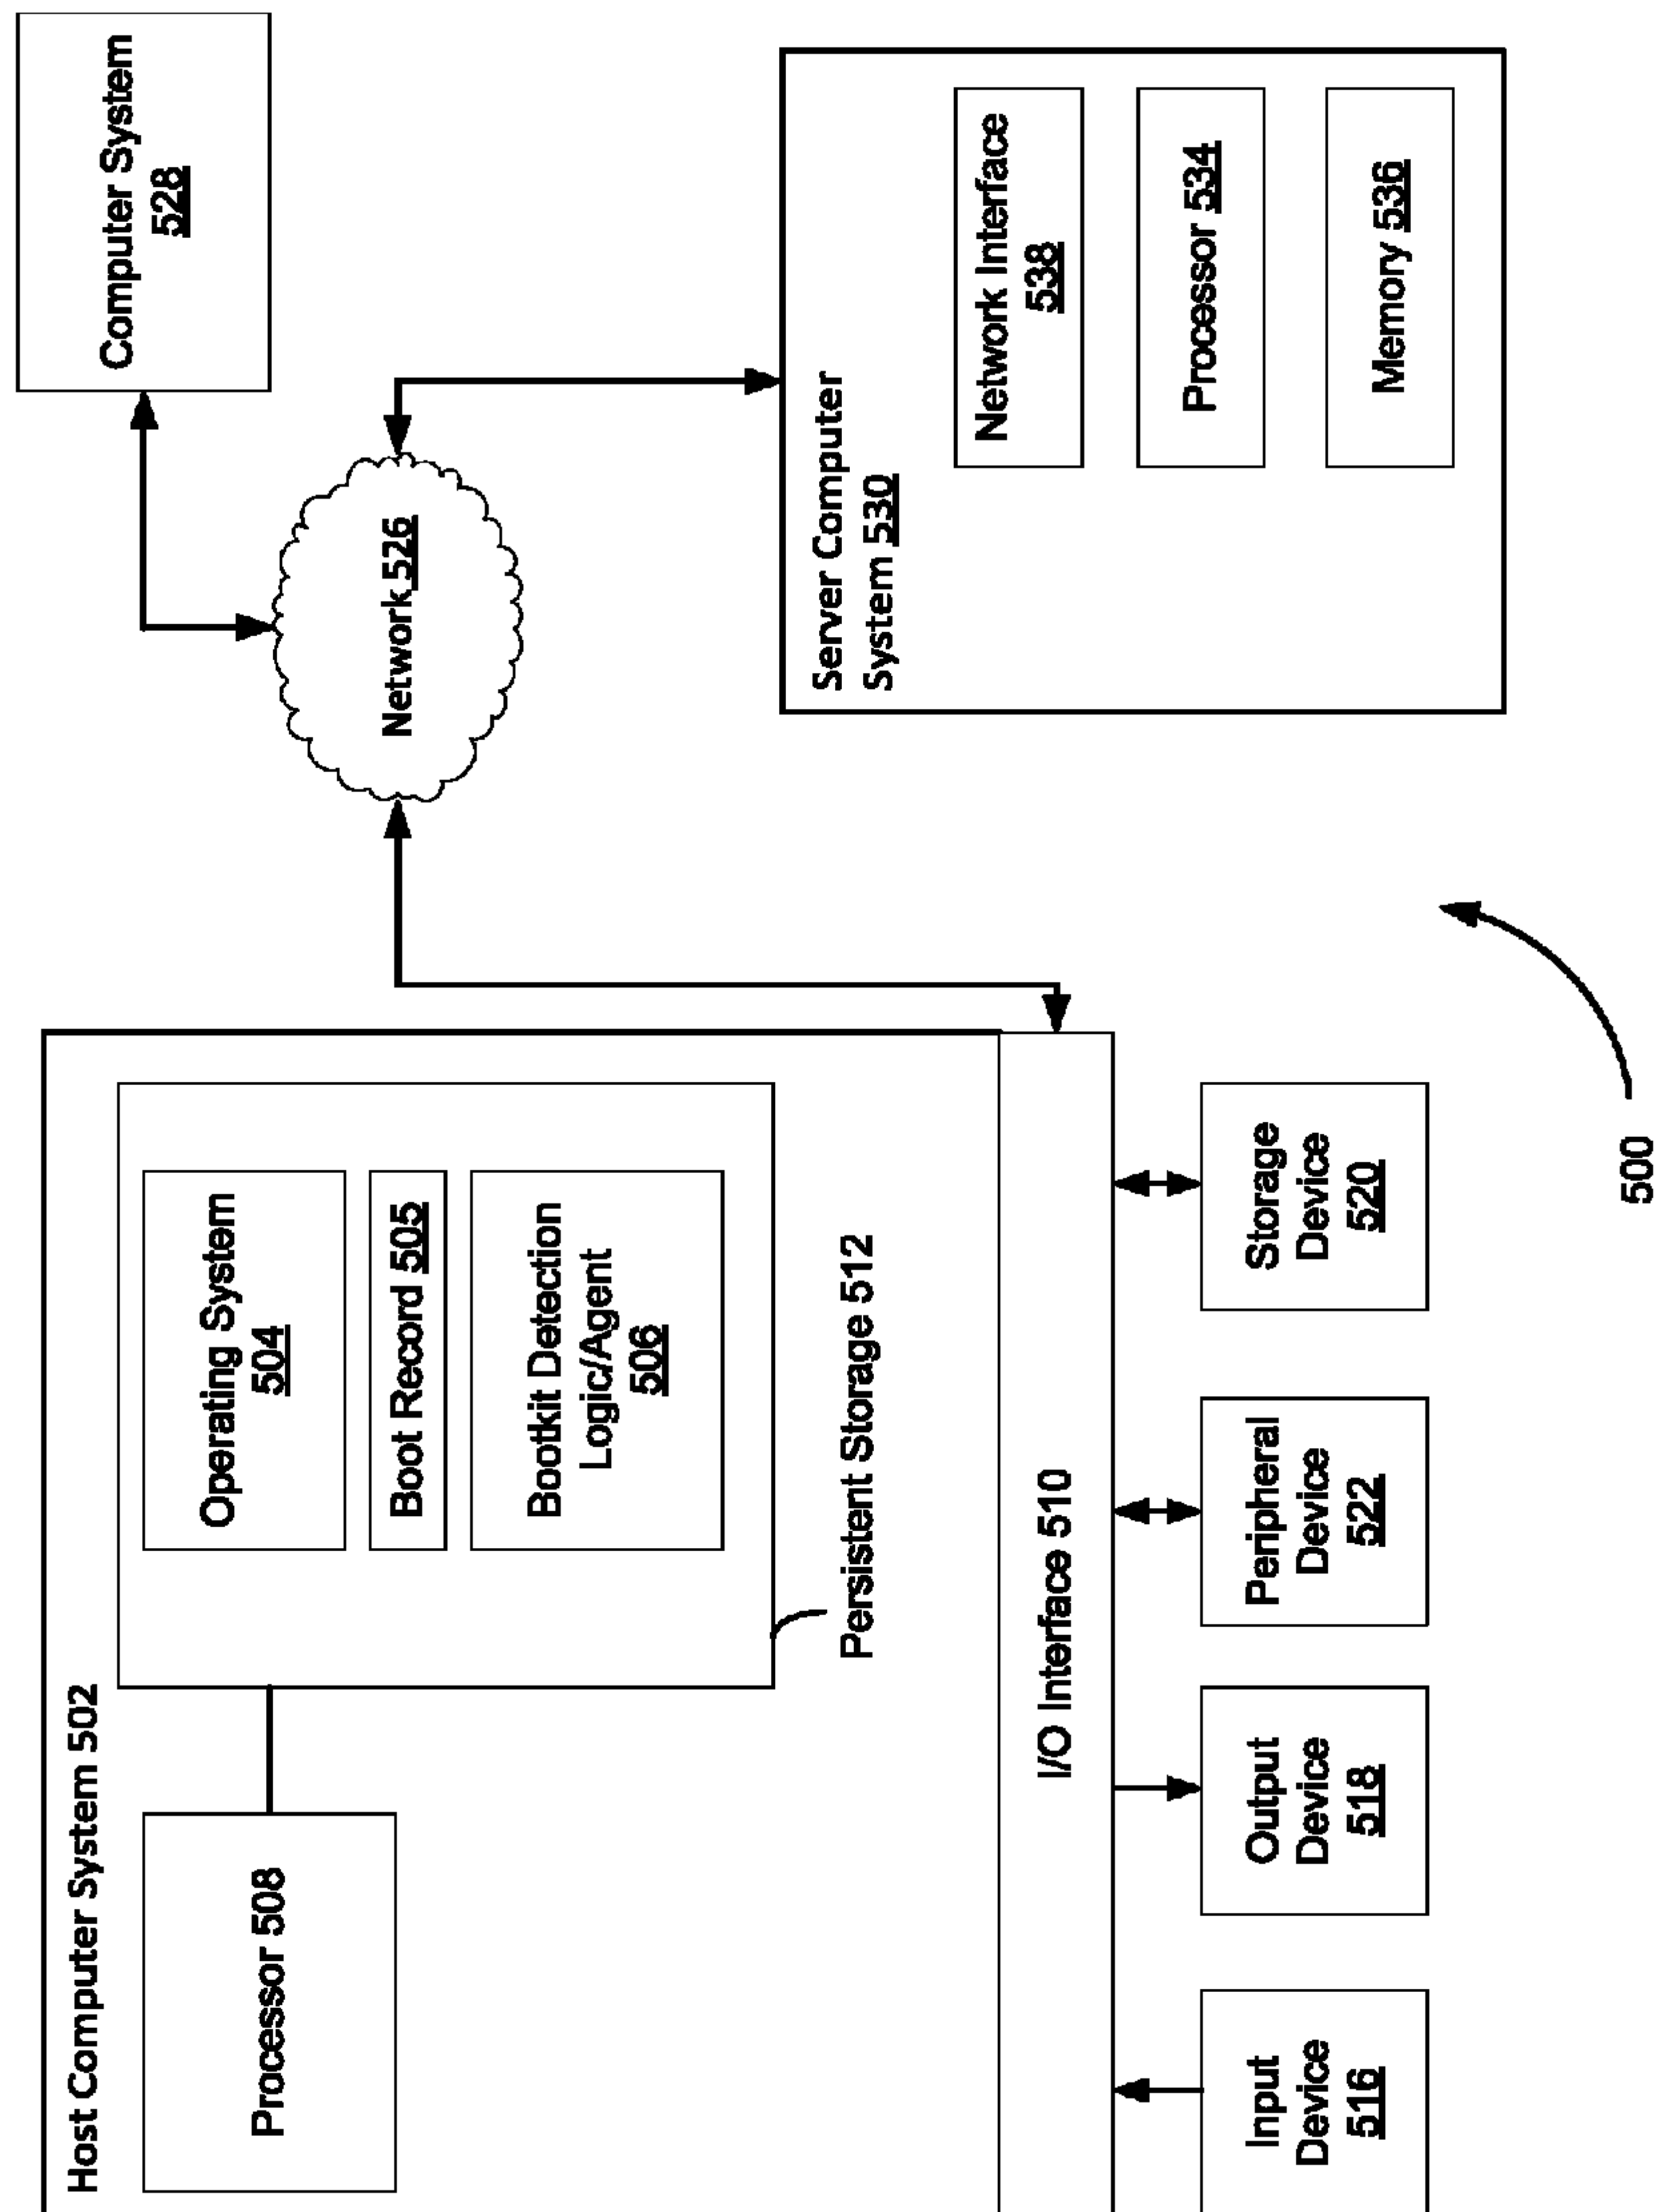 Host Computer System 502
Processor 508
Operating System
504
Boot Record 505
Bootkit Detection
Logic/Agent
506
Persistent Storage 512
I/O Interface 510
Input
Device
516
Output
Device
518
Peripheral
Device
522
Storage
Device
520
Network 526
Computer System
528
Server Computer
System 530
Network Interface
538
Processor 534
Memory 536
500